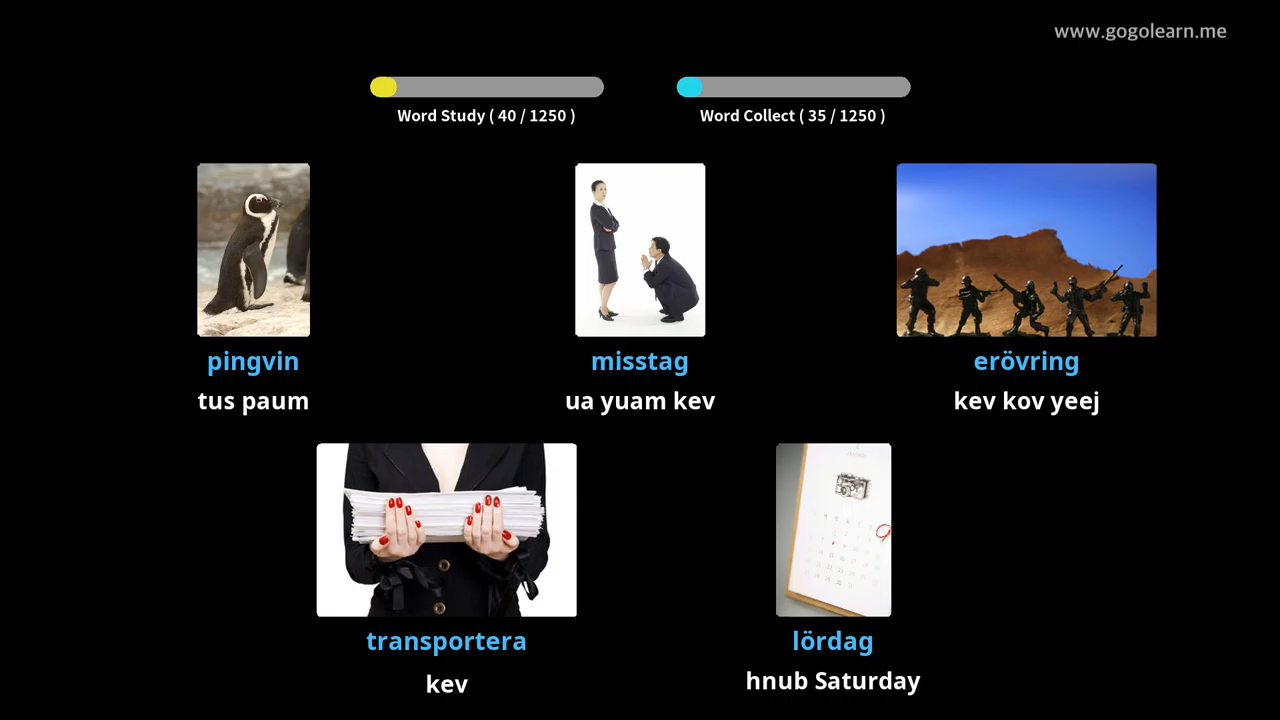 www.gogolearn.me
Word Study ( 40 / 1250 )
Word Collect ( 35 / 1250 )
pingvin
tus paum
misstag
ua yuam kev
erövring
kev kov yeej
transportera
kev
lördag
hnub Saturday